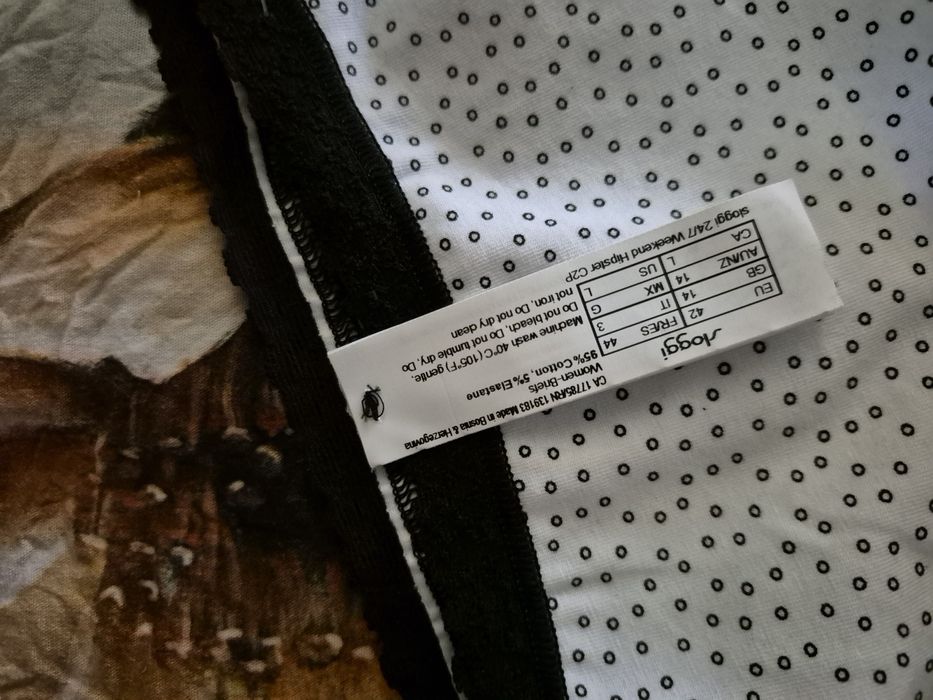 sloggi
EU 42 FR/ES 44
GB 14 IT 3
AU/NZ 14 MX G
CA L US L
sloggi 24/7 Weekend Hipster C2P
CA 17785/RN 139183 Made in Bosnia & Herzegovina
Women-Briefs
95% Cotton, 5% Elastane
Machine wash 40°C (105°F) gentle.
Do not bleach. Do not tumble dry. Do
not iron. Do not dry clean